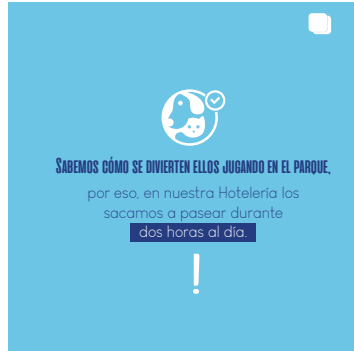 SABEMOS CÓMO SE DIVIERTEN ELLOS JUGANDO EN EL PARQUE,
por eso, en nuestra Hotelería los
sacamos a pasear durante
dos horas al día.
!